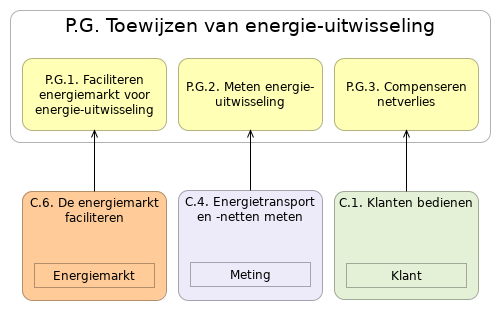 P.G. Toewijzen van energie-uitwisseling
P.G.1. Faciliteren
energiemarkt voor
energie-uitwisseling
P.G.2. Meten energie-
uitwisseling
P.G.3. Compenseren
netverlies
C.6. De energiemarkt
faciliteren
Energiemarkt
C.4. Energietransport
en -netten meten
Meting
C.1. Klanten bedienen
Klant